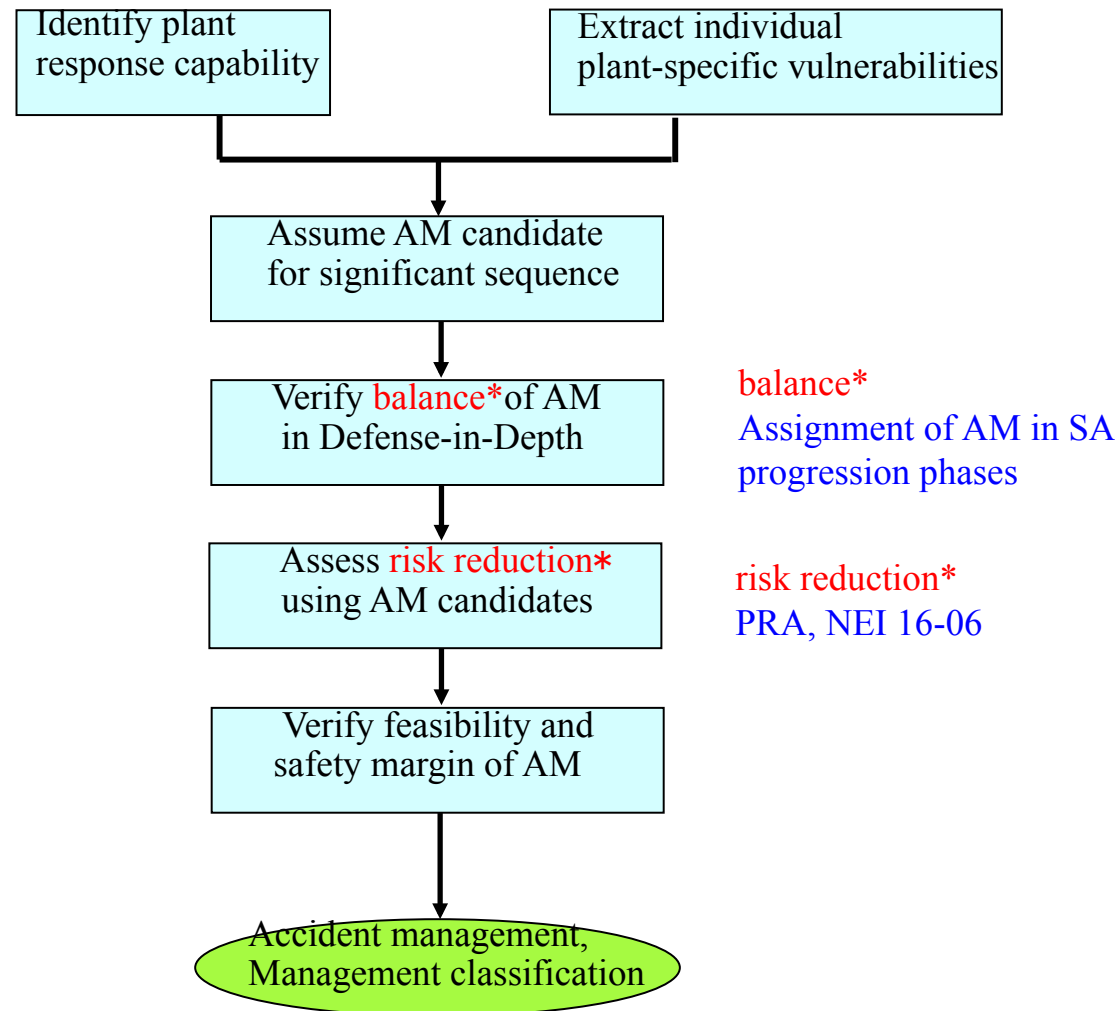 Identify plant
response capability
Extract individual
plant-specific vulnerabilities
Assume AM candidate
for significant sequence
Verify balance*of AM
in Defense-in-Depth
balance*
Assignment of AM in SA
progression phases
Assess risk reduction*
using AM candidates
risk reduction*
PRA, NEI 16-06
Verify feasibility and
safety margin of AM
Accident management,
Management classification